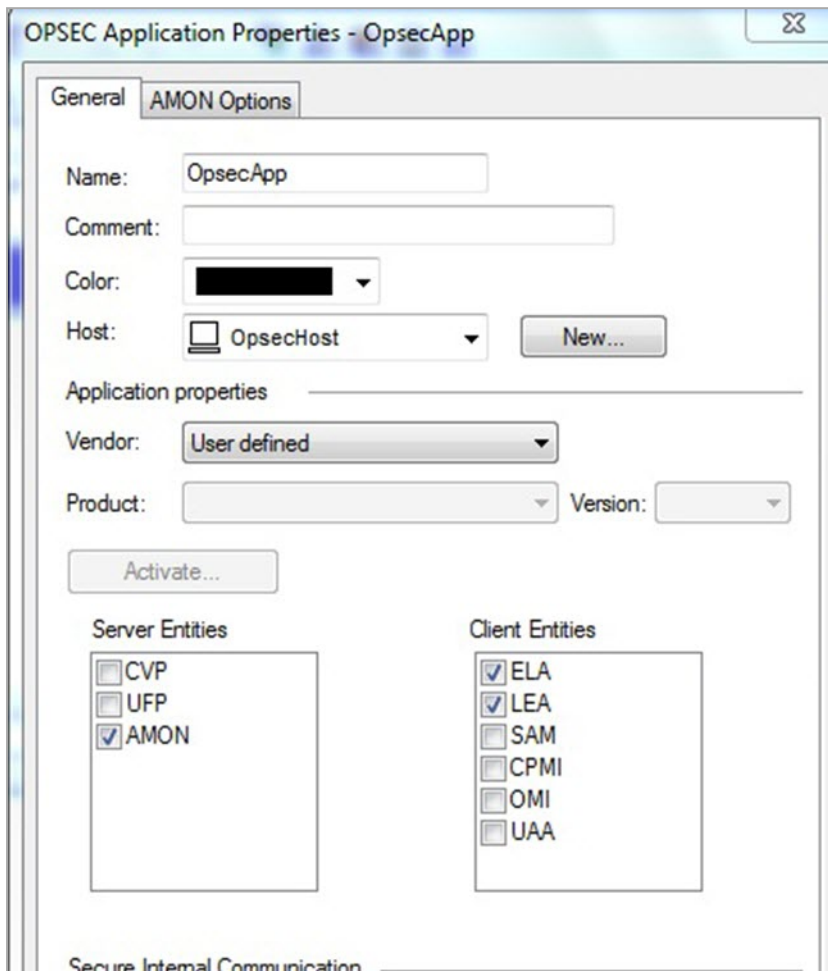 OPSEC Application Properties - OpsecApp
General AMON Options
Name: OpsecApp
Comment:
Color:
Host: OpsecHost New...
Application properties
Vendor: User defined
Product: Version:
Activate...
Server Entities Client Entities
CVP ELA
UFP LEA
AMON SAM
CPMI
OMI
UAA
Secure Internal Communication